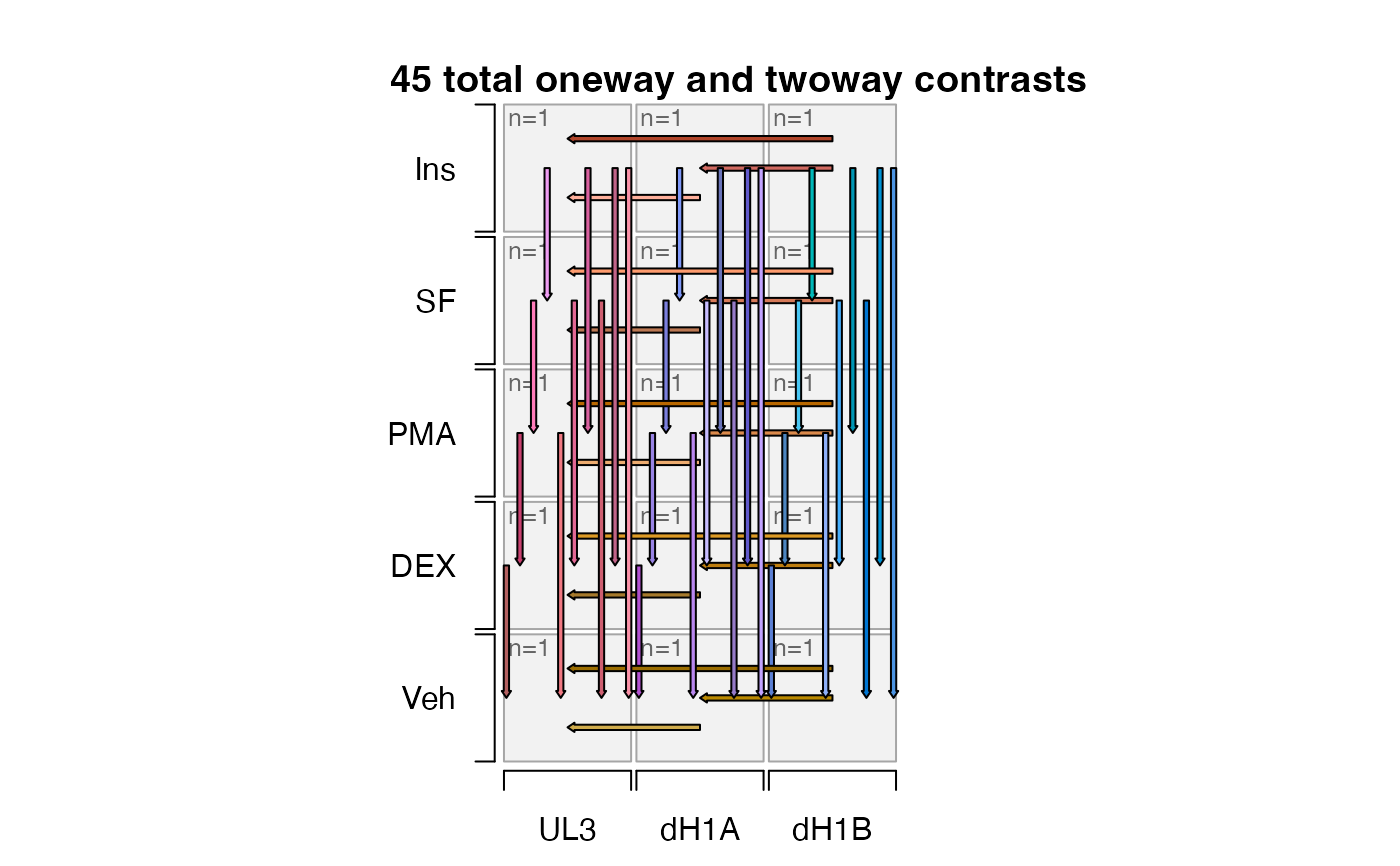 45 total oneway and twoway contrasts
n=1 n=1 n=1
Ins
n=1 n=1 n=1
SF
n=1 n=1 n=1
PMA
n=1 n=1 n=1
DEX
n=1 n=1 n=1
Veh
UL3 dH1A dH1B